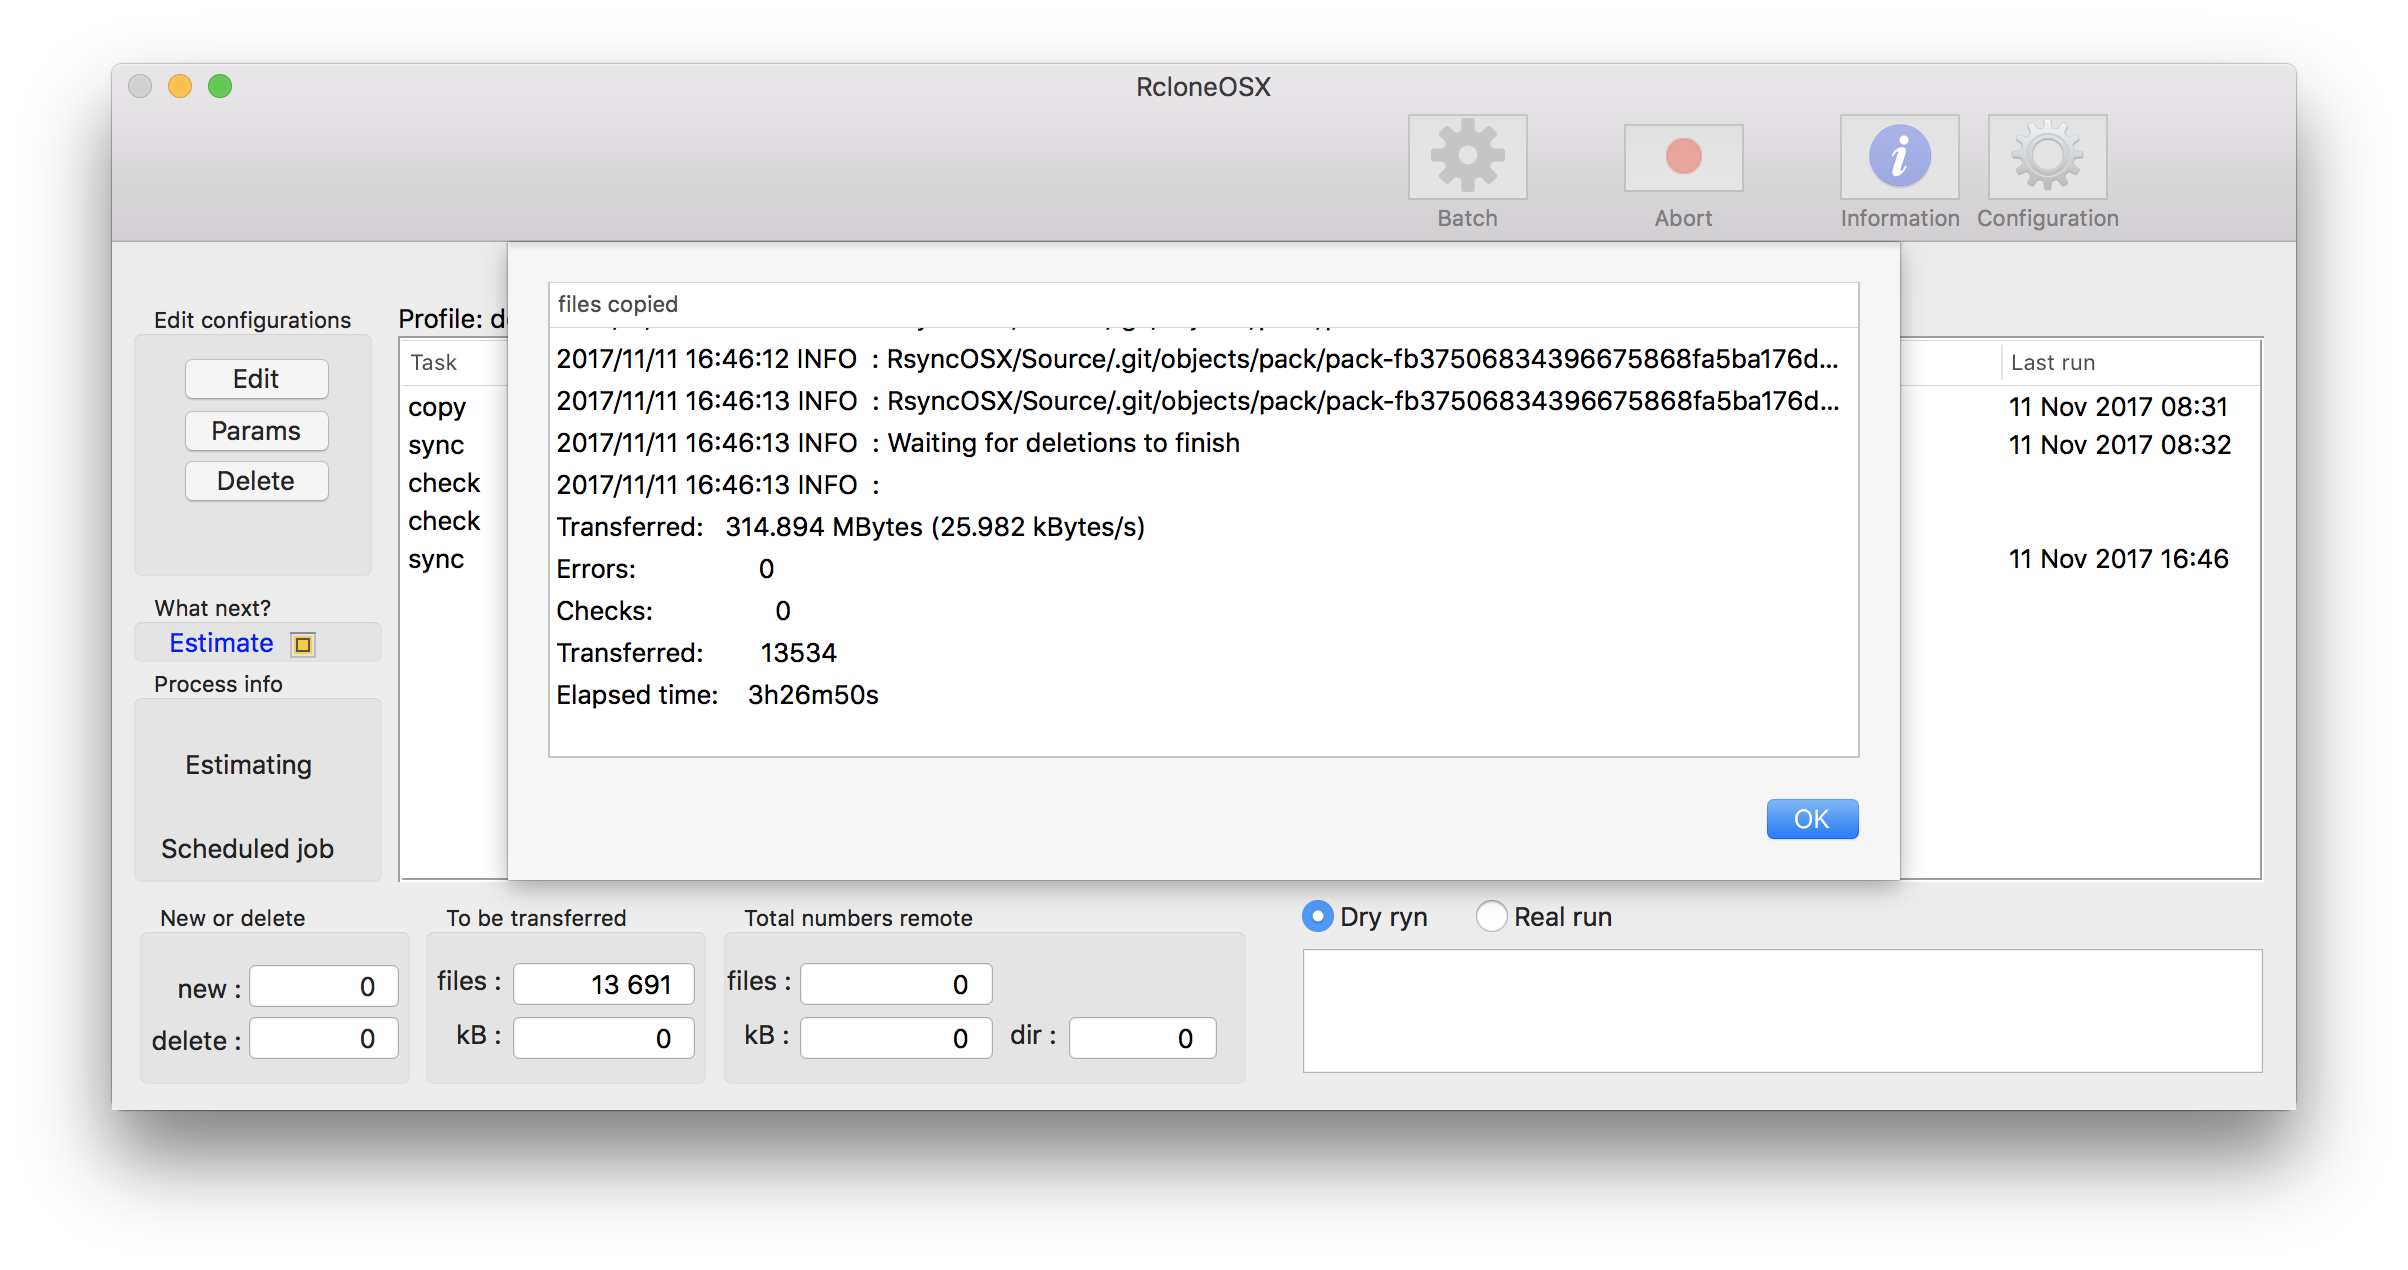 RcloneOSX
Batch
Abort
Information
Configuration
Edit configurations
Edit
Params
Delete
What next?
Estimate
Process info
Estimating
Scheduled job
Profile:
Task
copy
sync
check
check
sync
files copied
2017/11/11 16:46:12 INFO : RsyncOSX/Source/.git/objects/pack/pack-fb37506834396675868fa5ba176d...
2017/11/11 16:46:13 INFO : RsyncOSX/Source/.git/objects/pack/pack-fb37506834396675868fa5ba176d...
2017/11/11 16:46:13 INFO : Waiting for deletions to finish
2017/11/11 16:46:13 INFO :
Transferred: 314.894 MBytes (25.982 kBytes/s)
Errors: 0
Checks: 0
Transferred: 13534
Elapsed time: 3h26m50s
OK
Last run
11 Nov 2017 08:31
11 Nov 2017 08:32
11 Nov 2017 16:46
New or delete
new : 0
delete : 0
To be transferred
files : 13 691
kB : 0
Total numbers remote
files : 0
kB : 0 dir : 0
Dry ryn Real run